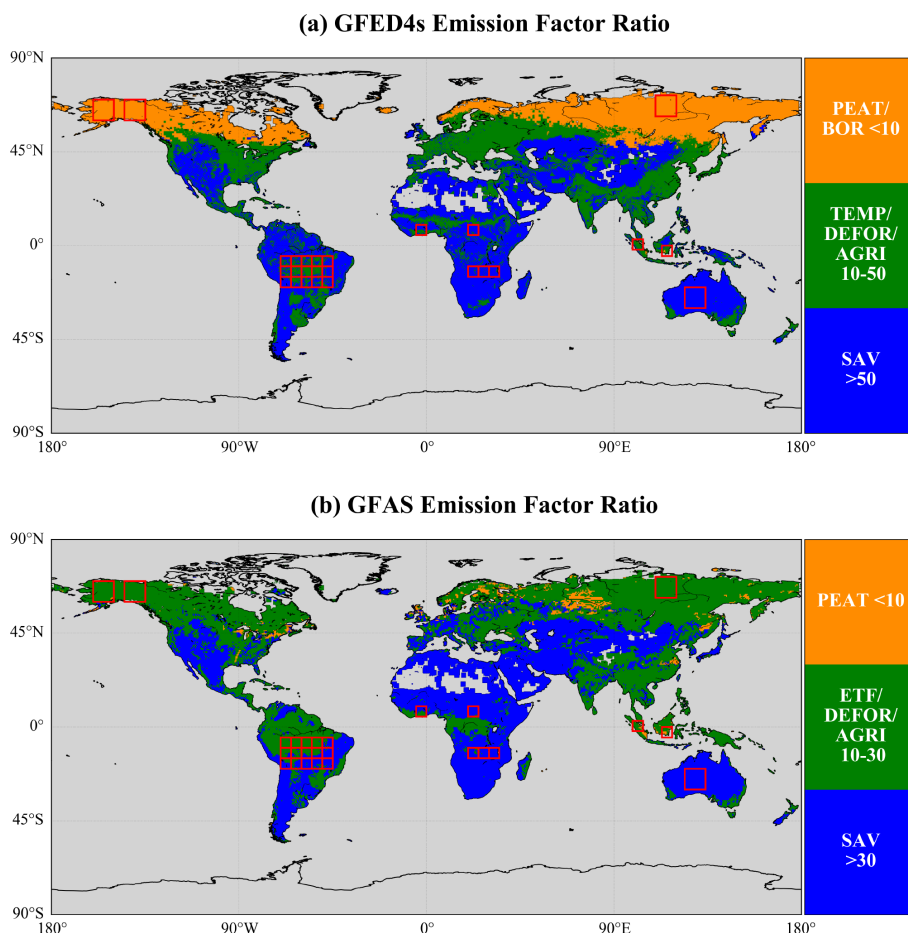 (a) GFED4s Emission Factor Ratio
90°N
45°N
0°
45°S
90°S
180°
90°W
0°
90°E
180°
PEAT/
BOR <10
TEMP/
DEFOR/
AGRI
10-50
SAV
>50
(b) GFAS Emission Factor Ratio
90°N
45°N
0°
45°S
90°S
180°
90°W
0°
90°E
180°
PEAT <10
ETF/
DEFOR/
AGRI
10-30
SAV
>30